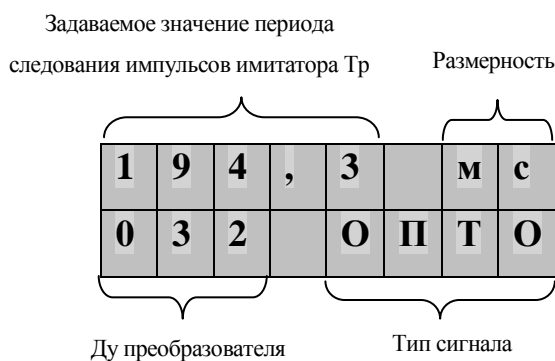 Задаваемое значение периода
следования импульсов имитатора Тр
Размерность
1 9 4 , 3 м с
0 3 2 О П Т О
Ду преобразователя
Тип сигнала